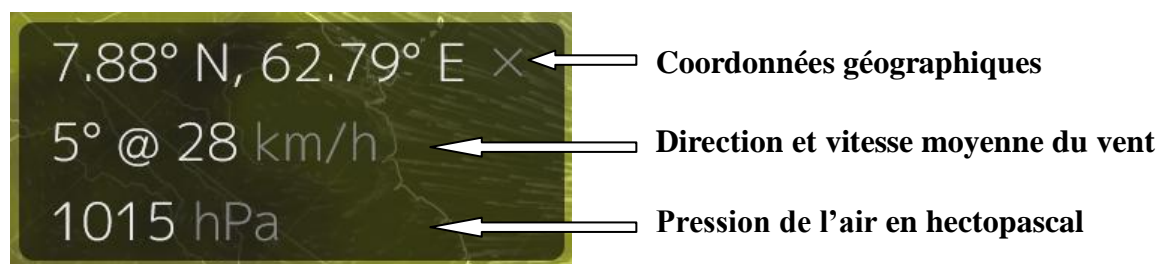 7.88° N, 62.79° E × Coordonnées géographiques
5° @ 28 km/h Direction et vitesse moyenne du vent
1015 hPa Pression de l’air en hectopascal